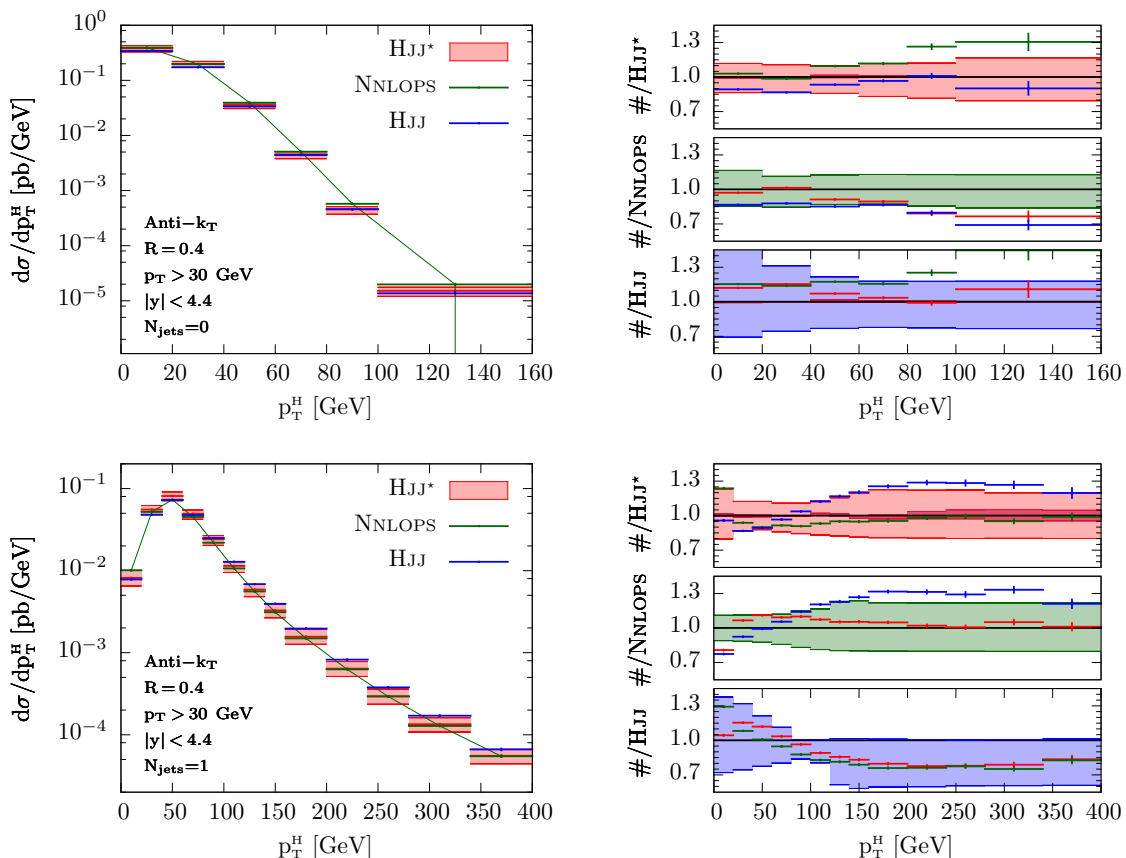 dσ/dp_T^H [pb/GeV]
10^0
10^-1
10^-2
10^-3
10^-4
10^-5
HJJ*
NNLOPS
HJJ
Anti-k_T
R=0.4
p_T>30 GeV
|y|<4.4
N_jets=0
0 20 40 60 80 100 120 140 160
p_T^H [GeV]
#/HJJ*
1.3
1.0
0.7
#/NNLOPS
1.3
1.0
0.7
#/HJJ
1.3
1.0
0.7
0 20 40 60 80 100 120 140 160
p_T^H [GeV]
dσ/dp_T^H [pb/GeV]
10^-1
10^-2
10^-3
10^-4
HJJ*
NNLOPS
HJJ
Anti-k_T
R=0.4
p_T>30 GeV
|y|<4.4
N_jets=1
0 50 100 150 200 250 300 350 400
p_T^H [GeV]
#/HJJ*
1.3
1.0
0.7
#/NNLOPS
1.3
1.0
0.7
#/HJJ
1.3
1.0
0.7
0 50 100 150 200 250 300 350 400
p_T^H [GeV]